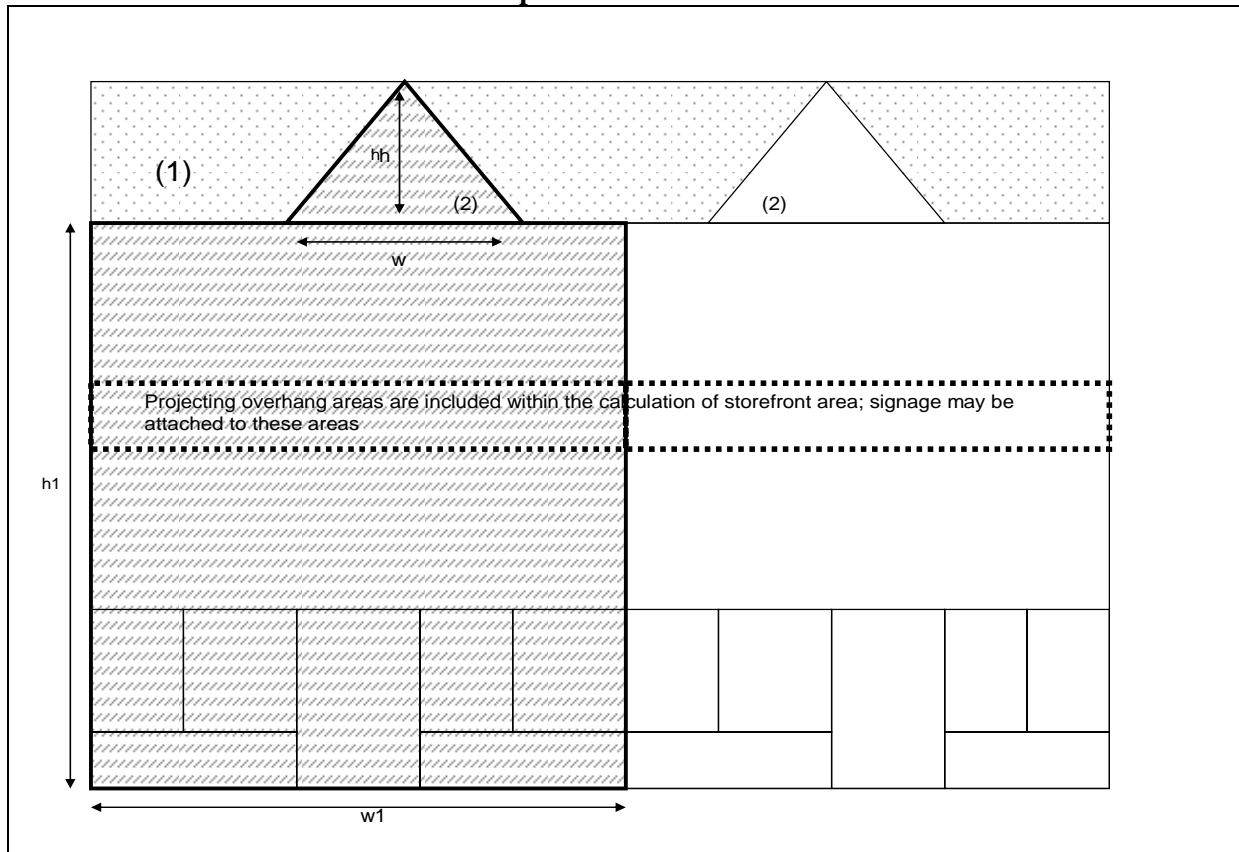 (1)
hh
(2)
(2)
w
Projecting overhang areas are included within the calculation of storefront area; signage may be
attached to these areas
h1
w1